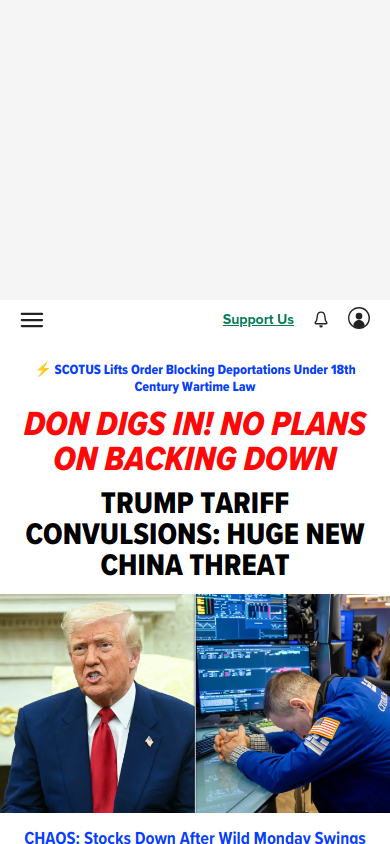 Support Us
⚡ SCOTUS Lifts Order Blocking Deportations Under 18th
Century Wartime Law
DON DIGS IN! NO PLANS
ON BACKING DOWN
TRUMP TARIFF
CONVULSIONS: HUGE NEW
CHINA THREAT
CHAOS: Stocks Down After Wild Monday Swings